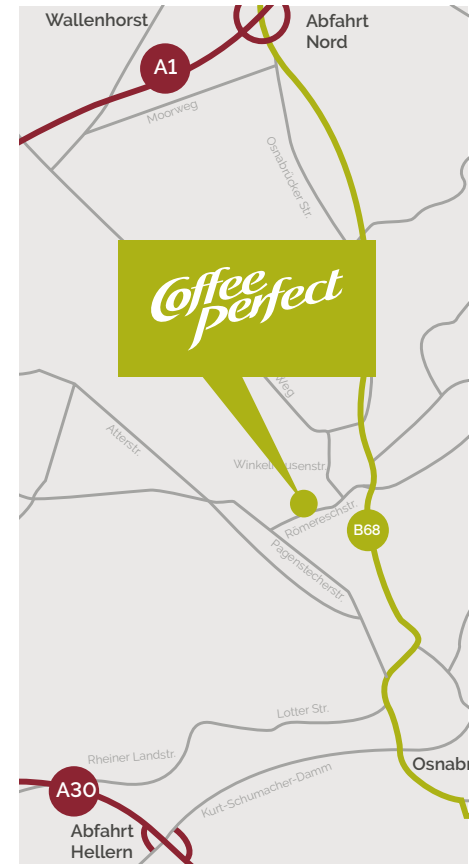 Wallenhorst
Abfahrt
Nord
A1
Moorweg
Osnabrücker Str.
Coffee
perfect
Weg
Atterstr.
Römereschstr.
B68
Pagenstecherstr.
Lotter Str.
Rheiner Landstr.
Osnabr
A30
Kurt-Schumacher-Damm
Abfahrt
Hellern